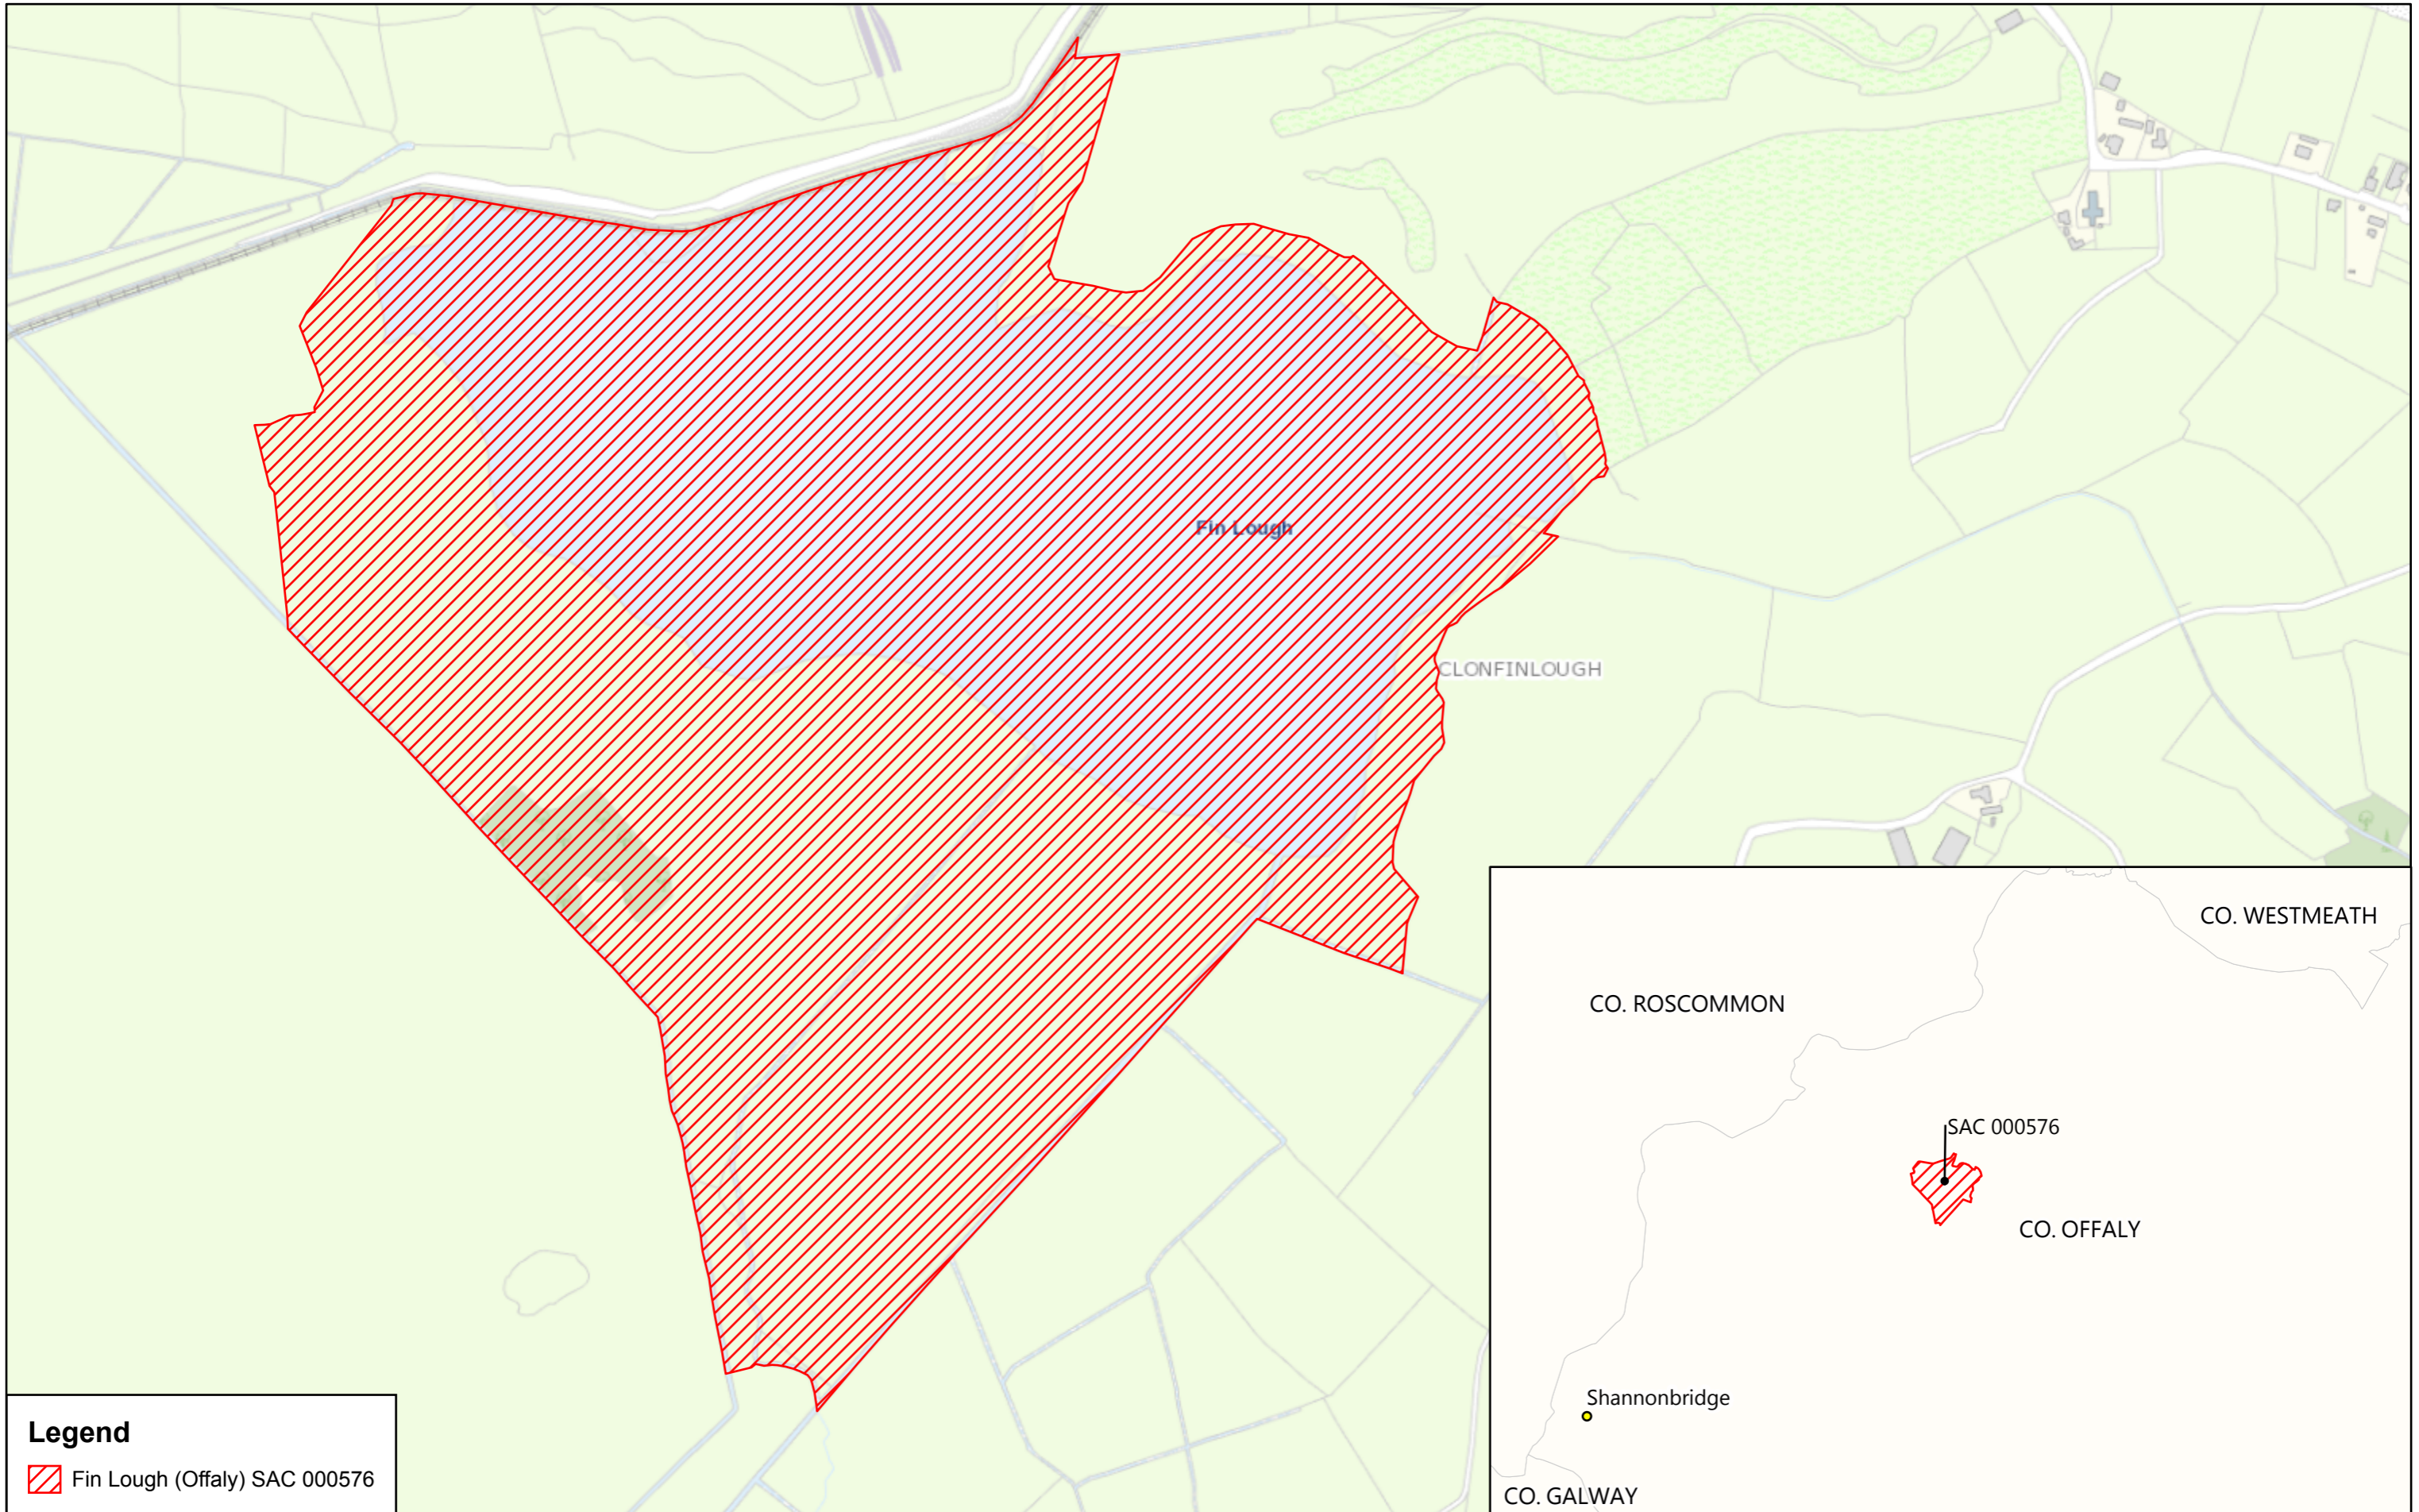 Fin Lough
CLONFINLOUGH
CO. WESTMEATH
CO. ROSCOMMON
SAC 000576
CO. OFFALY
Shannonbridge
CO. GALWAY
Legend
Fin Lough (Offaly) SAC 000576